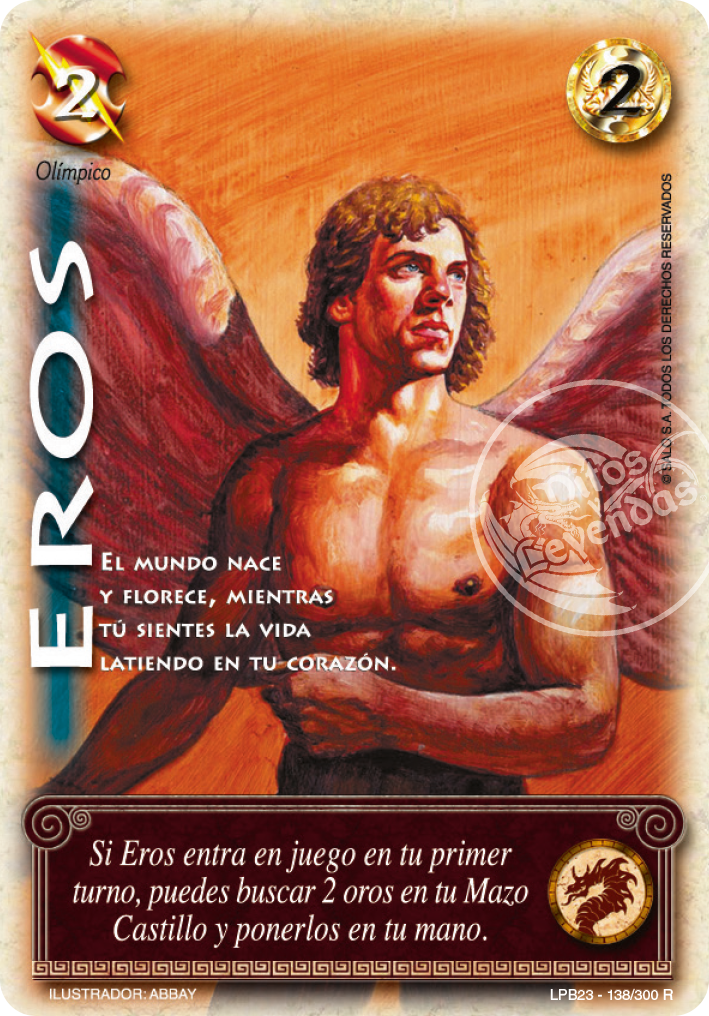 2
2
Olímpico
EROS
© SALO S.A. TODOS LOS DERECHOS RESERVADOS
Mitos
Leyendas
EL MUNDO NACE
Y FLORECE, MIENTRAS
TÚ SIENTES LA VIDA
LATIENDO EN TU CORAZÓN.
Si Eros entra en juego en tu primer
turno, puedes buscar 2 oros en tu Mazo
Castillo y ponerlos en tu mano.
ILUSTRADOR: ABBAY
LPB23 - 138/300 R